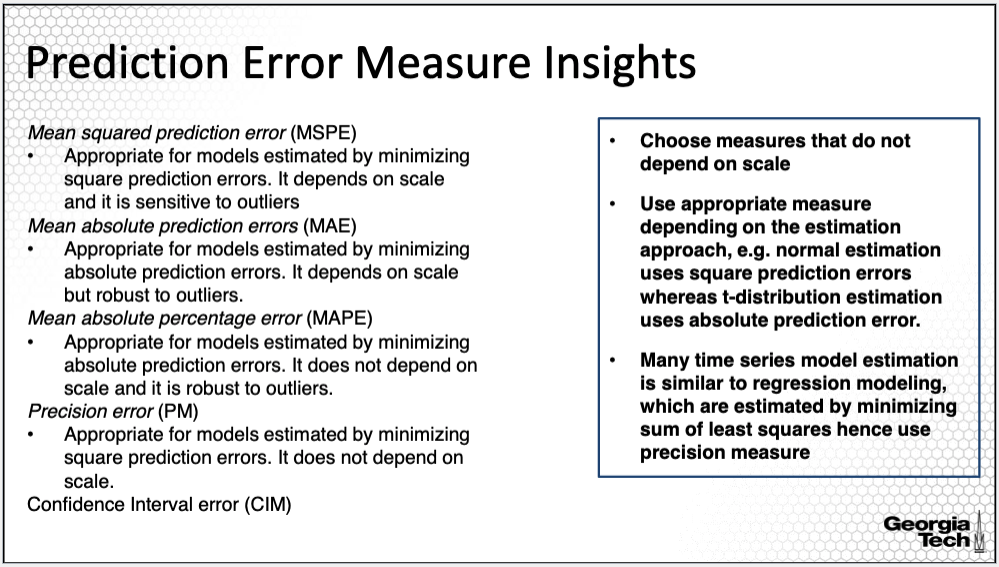 Prediction Error Measure Insights
Mean squared prediction error (MSPE)
• Appropriate for models estimated by minimizing
square prediction errors. It depends on scale
and it is sensitive to outliers
Mean absolute prediction errors (MAE)
• Appropriate for models estimated by minimizing
absolute prediction errors. It depends on scale
but robust to outliers.
Mean absolute percentage error (MAPE)
• Appropriate for models estimated by minimizing
absolute prediction errors. It does not depend on
scale and it is robust to outliers.
Precision error (PM)
• Appropriate for models estimated by minimizing
square prediction errors. It does not depend on
scale.
Confidence Interval error (CIM)
• Choose measures that do not
depend on scale
• Use appropriate measure
depending on the estimation
approach, e.g. normal estimation
uses square prediction errors
whereas t-distribution estimation
uses absolute prediction error.
• Many time series model estimation
is similar to regression modeling,
which are estimated by minimizing
sum of least squares hence use
precision measure
Georgia
Tech